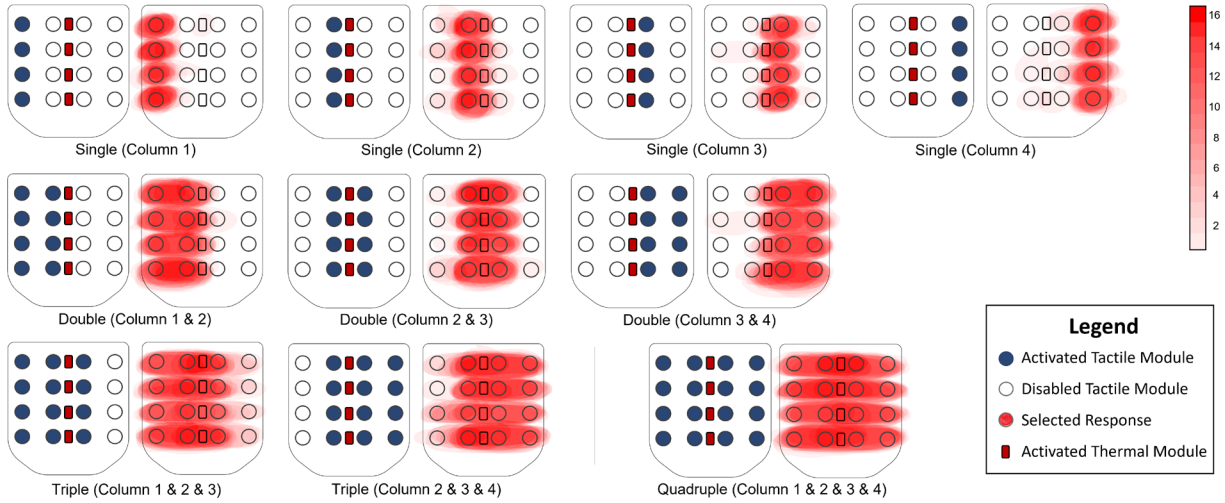 Single (Column 1)
Single (Column 2)
Single (Column 3)
Single (Column 4)
16
14
12
10
8
6
4
2
Double (Column 1 & 2)
Double (Column 2 & 3)
Double (Column 3 & 4)
Legend
Activated Tactile Module
Disabled Tactile Module
Selected Response
Activated Thermal Module
Triple (Column 1 & 2 & 3)
Triple (Column 2 & 3 & 4)
Quadruple (Column 1 & 2 & 3 & 4)